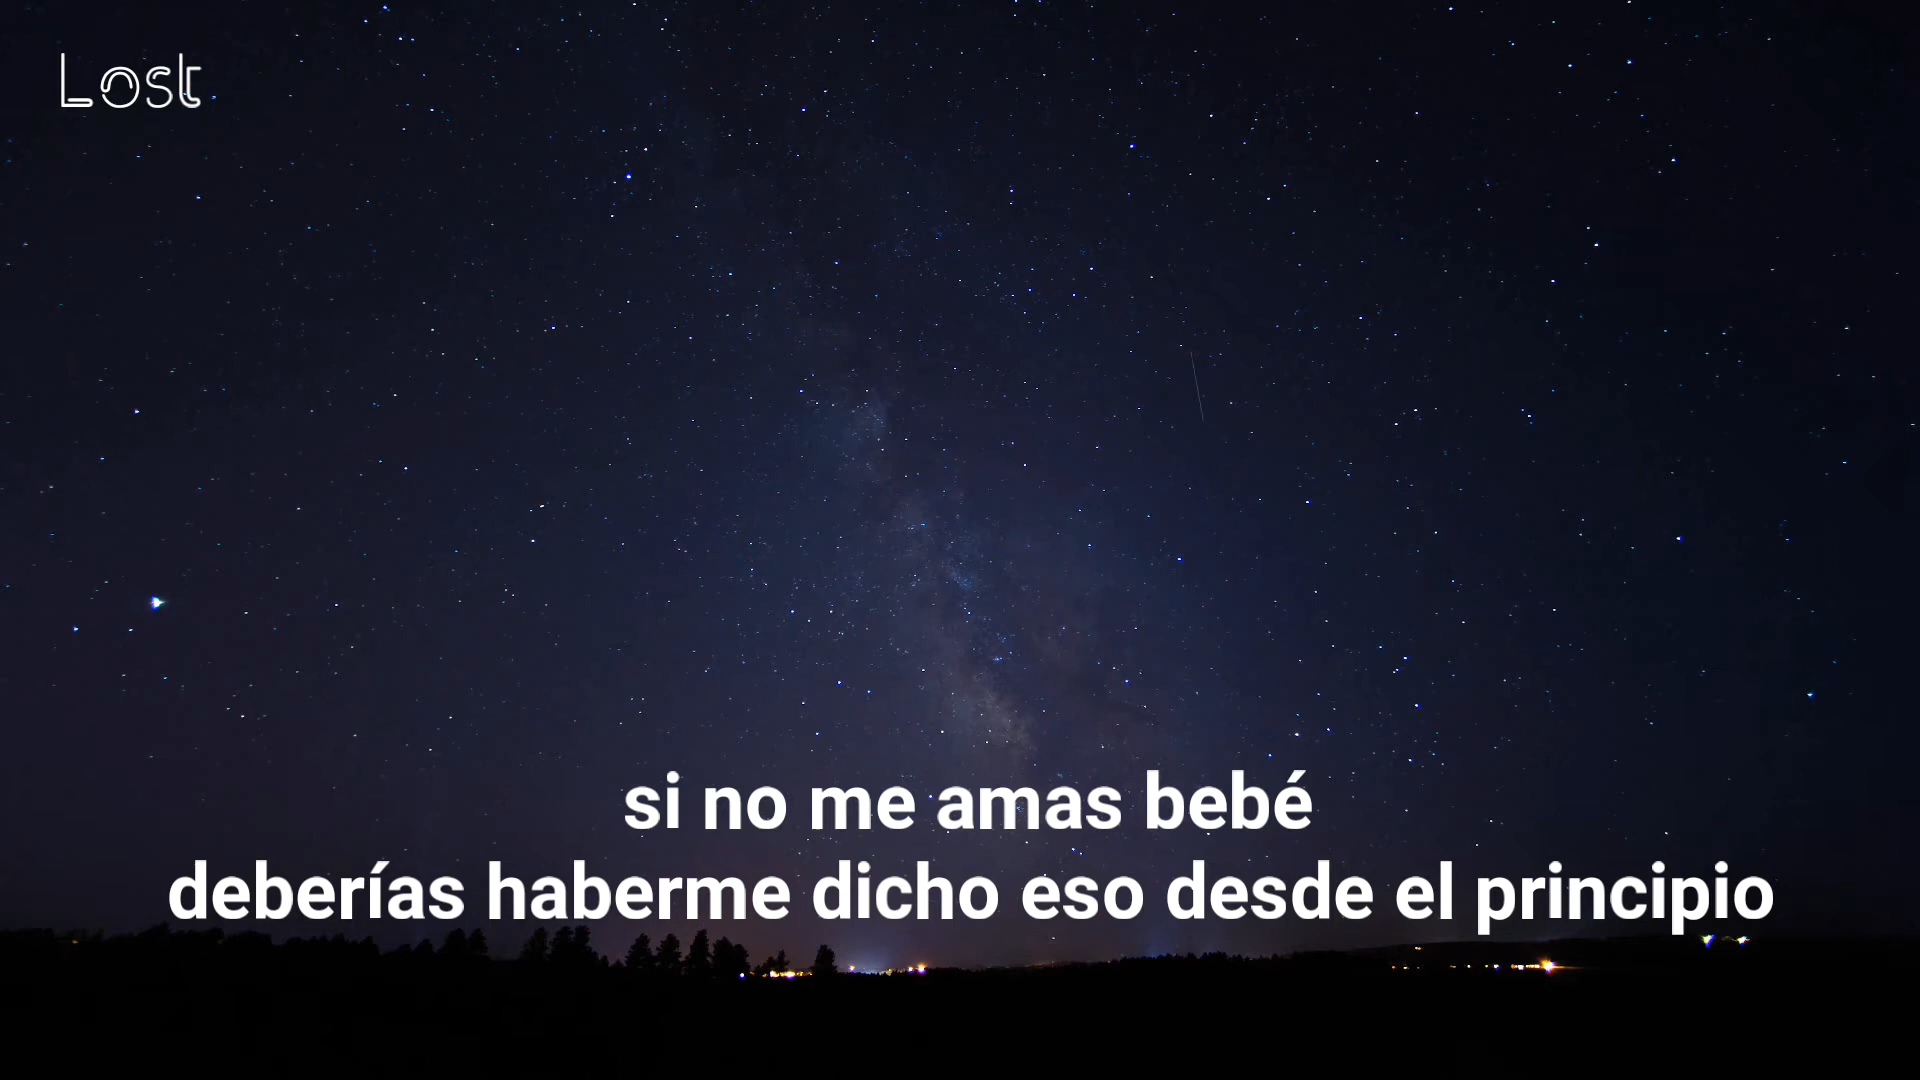 Lost
si no me amas bebé
deberías haberme dicho eso desde el principio